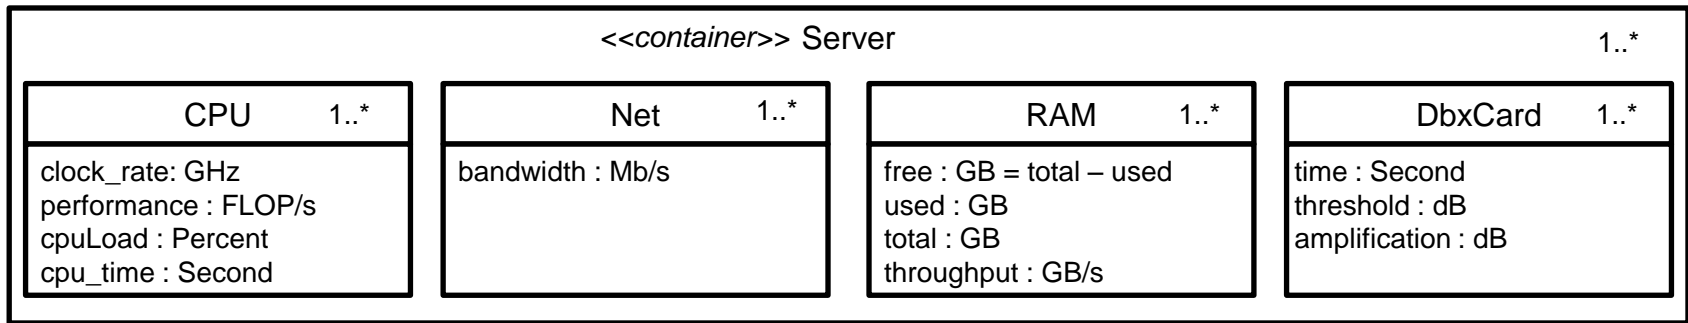 <<container>> Server 1..*
CPU 1..*
clock_rate: GHz
performance : FLOP/s
cpuLoad : Percent
cpu_time : Second
Net 1..*
bandwidth : Mb/s
RAM 1..*
free : GB = total – used
used : GB
total : GB
throughput : GB/s
DbxCard 1..*
time : Second
threshold : dB
amplification : dB